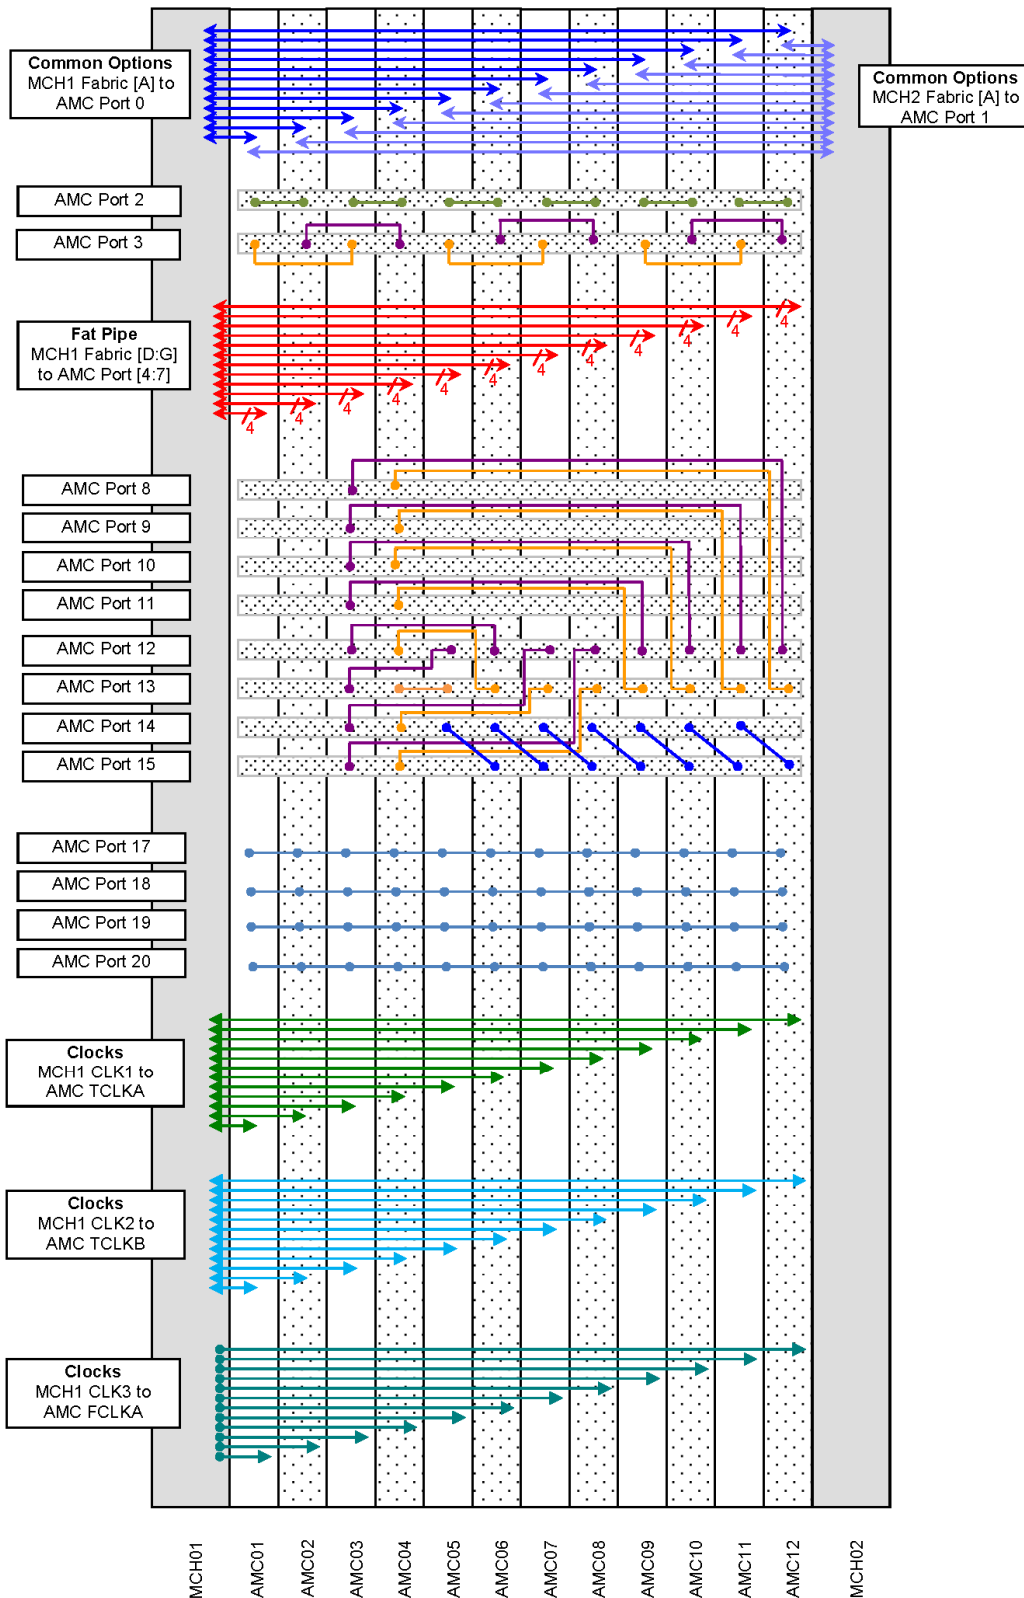 Common Options
MCH1 Fabric [A] to
AMC Port 0
Common Options
MCH2 Fabric [A] to
AMC Port 1
AMC Port 2
AMC Port 3
Fat Pipe
MCH1 Fabric [D:G]
to AMC Port [4:7]
4
4
4
4
4
4
4
4
4
4
4
4
AMC Port 8
AMC Port 9
AMC Port 10
AMC Port 11
AMC Port 12
AMC Port 13
AMC Port 14
AMC Port 15
AMC Port 17
AMC Port 18
AMC Port 19
AMC Port 20
Clocks
MCH1 CLK1 to
AMC TCLKA
Clocks
MCH1 CLK2 to
AMC TCLKB
Clocks
MCH1 CLK3 to
AMC FCLKA
MCH01
AMC01
AMC02
AMC03
AMC04
AMC05
AMC06
AMC07
AMC08
AMC09
AMC10
AMC11
AMC12
MCH02